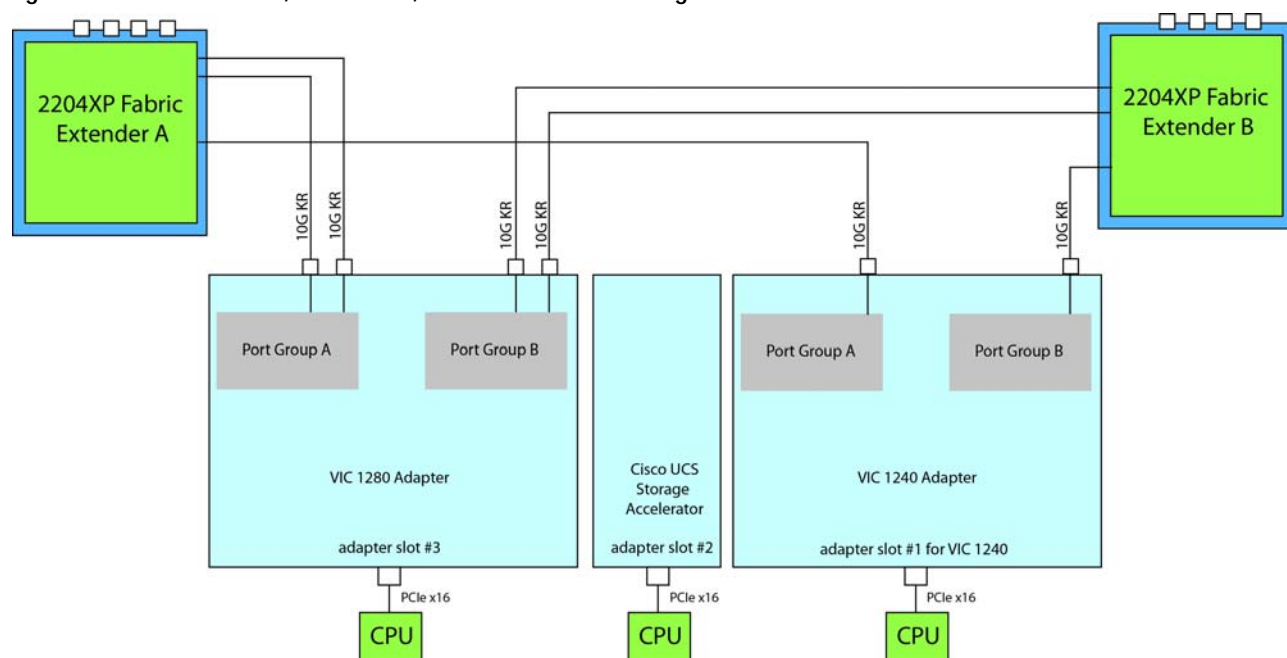 2204XP Fabric
Extender A
2204XP Fabric
Extender B
10G KR
10G KR
10G KR
10G KR
10G KR
10G KR
Port Group A
Port Group B
Port Group A
Port Group B
VIC 1280 Adapter
Cisco UCS
Storage
Accelerator
VIC 1240 Adapter
adapter slot #3
adapter slot #2
adapter slot #1 for VIC 1240
PCIe x16
PCIe x16
PCIe x16
CPU
CPU
CPU